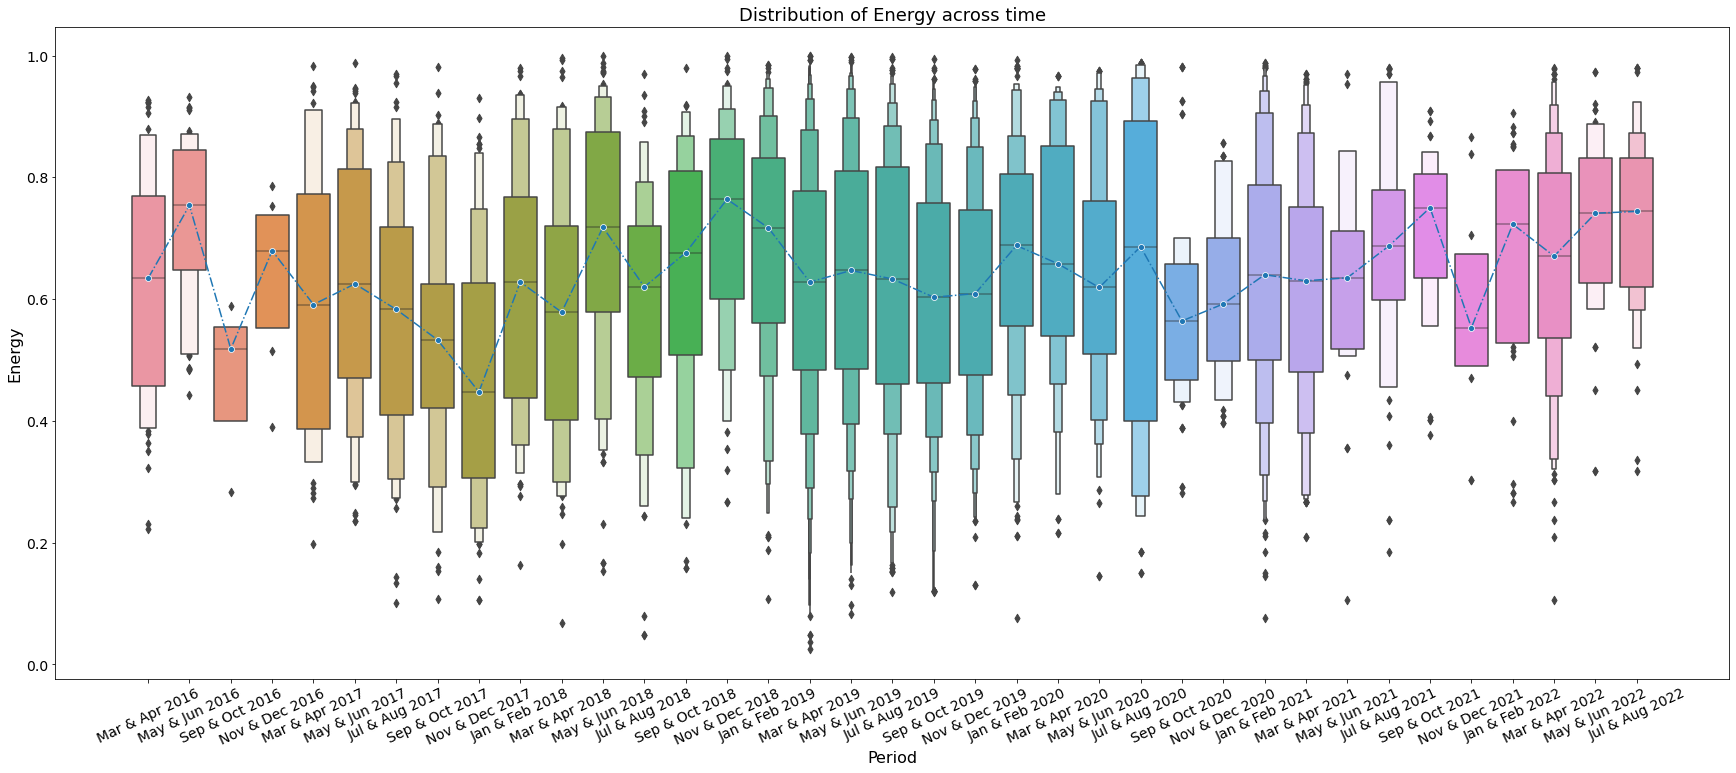 Distribution of Energy across time
Energy
1.0
0.8
0.6
0.4
0.2
0.0
Mar & Apr 2016
May & Jun 2016
Sep & Oct 2016
Nov & Dec 2016
Mar & Apr 2017
May & Jun 2017
Jul & Aug 2017
Sep & Oct 2017
Nov & Dec 2017
Jan & Feb 2018
Mar & Apr 2018
May & Jun 2018
Jul & Aug 2018
Sep & Oct 2018
Nov & Dec 2018
Jan & Feb 2019
Mar & Apr 2019
May & Jun 2019
Jul & Aug 2019
Sep & Oct 2019
Nov & Dec 2019
Jan & Feb 2020
Mar & Apr 2020
May & Jun 2020
Jul & Aug 2020
Sep & Oct 2020
Nov & Dec 2020
Jan & Feb 2021
Mar & Apr 2021
May & Jun 2021
Jul & Aug 2021
Sep & Oct 2021
Nov & Dec 2021
Jan & Feb 2022
Mar & Apr 2022
May & Jun 2022
Jul & Aug 2022
Period